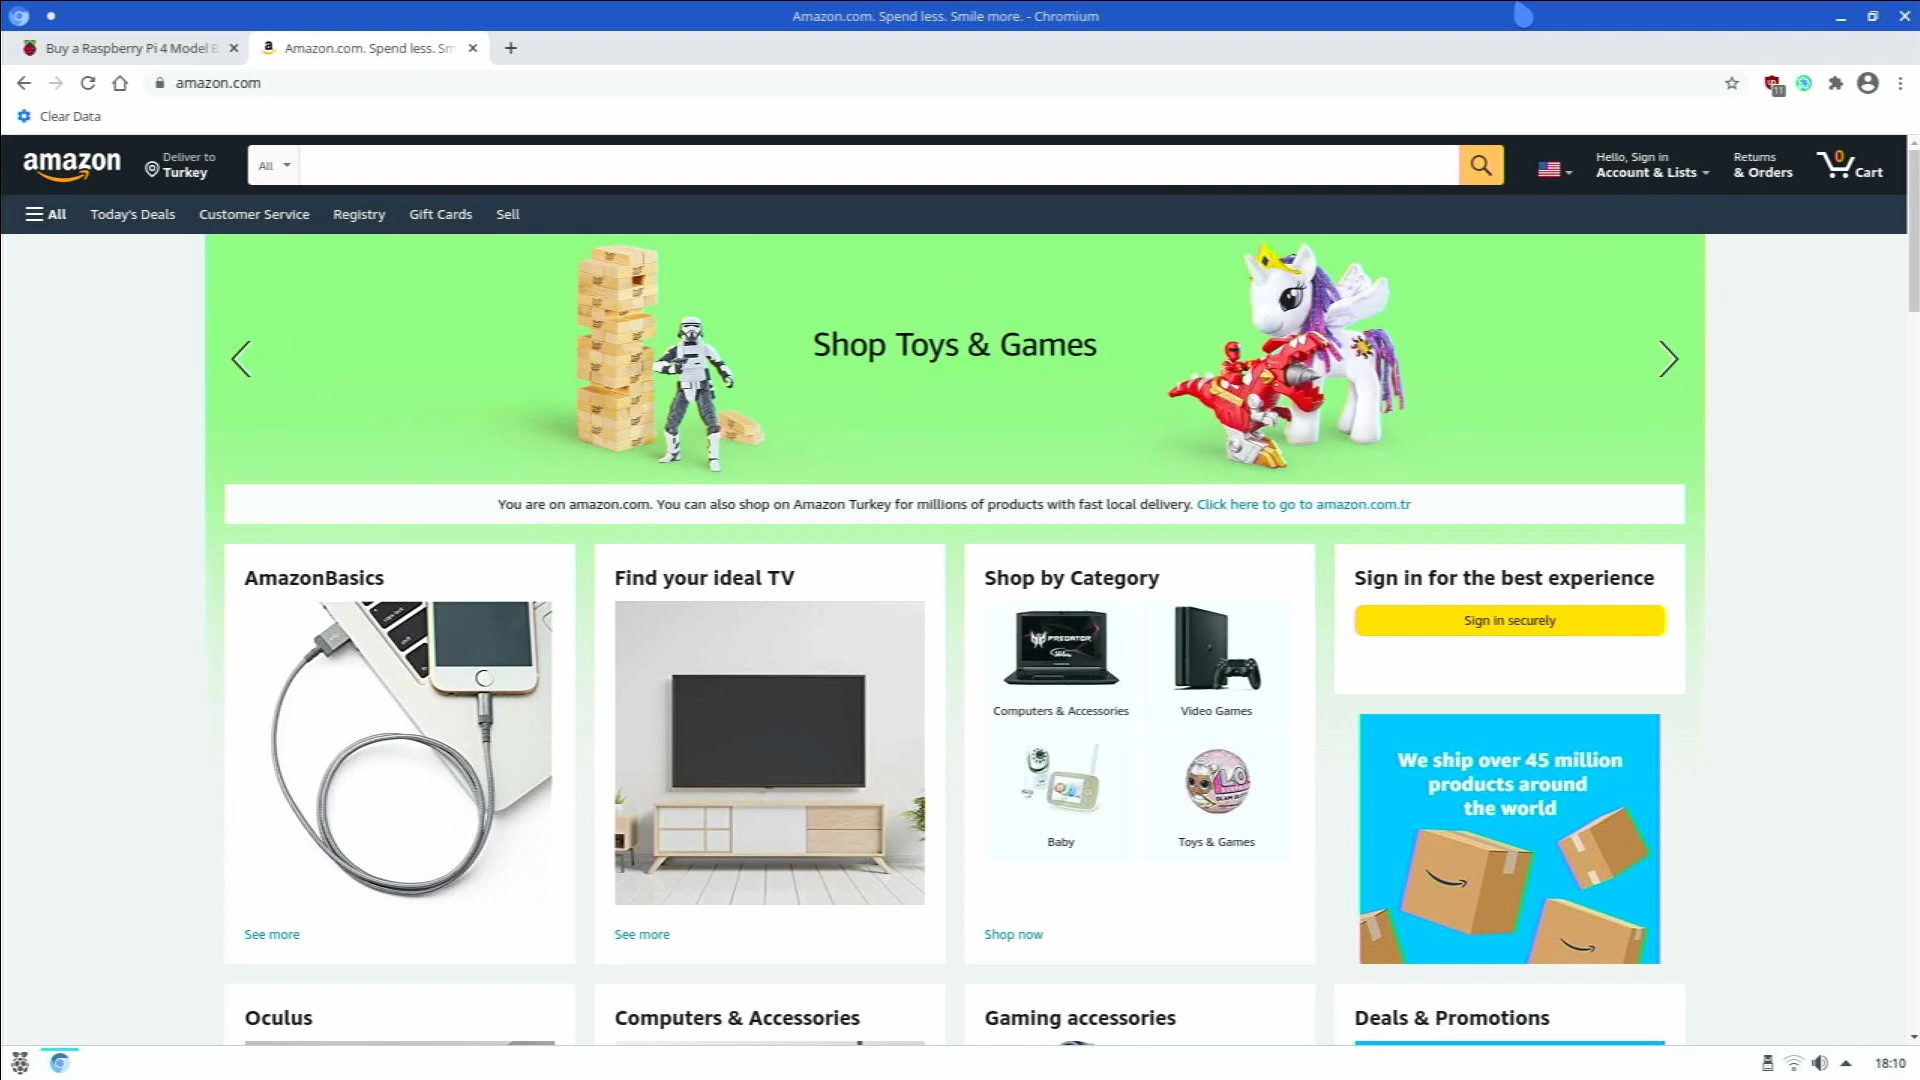 Amazon.com. Spend less. Smile more. - Chromium
Buy a Raspberry Pi 4 Model B
Amazon.com. Spend less. Sm
amazon.com
11
Clear Data
amazon
Deliver to
Turkey
All
Hello, Sign in
Account & Lists
Returns
& Orders
0
Cart
All
Today's Deals
Customer Service
Registry
Gift Cards
Sell
Shop Toys & Games
You are on amazon.com. You can also shop on Amazon Turkey for millions of products with fast local delivery. Click here to go to amazon.com.tr
AmazonBasics
See more
Find your ideal TV
See more
Shop by Category
PREDATOR
Computers & Accessories
Video Games
Baby
Toys & Games
Shop now
Sign in for the best experience
Sign in securely
We ship over 45 million
products around
the world
Oculus
Computers & Accessories
Gaming accessories
Deals & Promotions
18:10